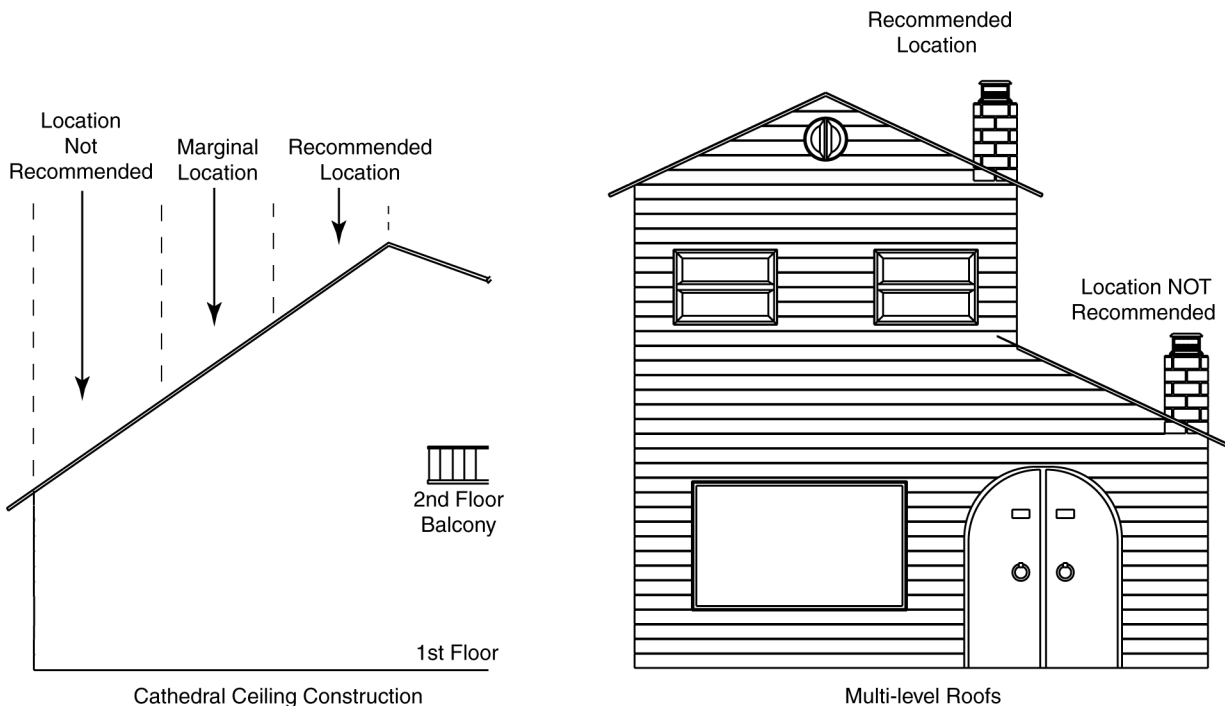 Location
Not
Recommended
Marginal
Location
Recommended
Location
2nd Floor
Balcony
1st Floor
Cathedral Ceiling Construction
Recommended
Location
Location NOT
Recommended
Multi-level Roofs